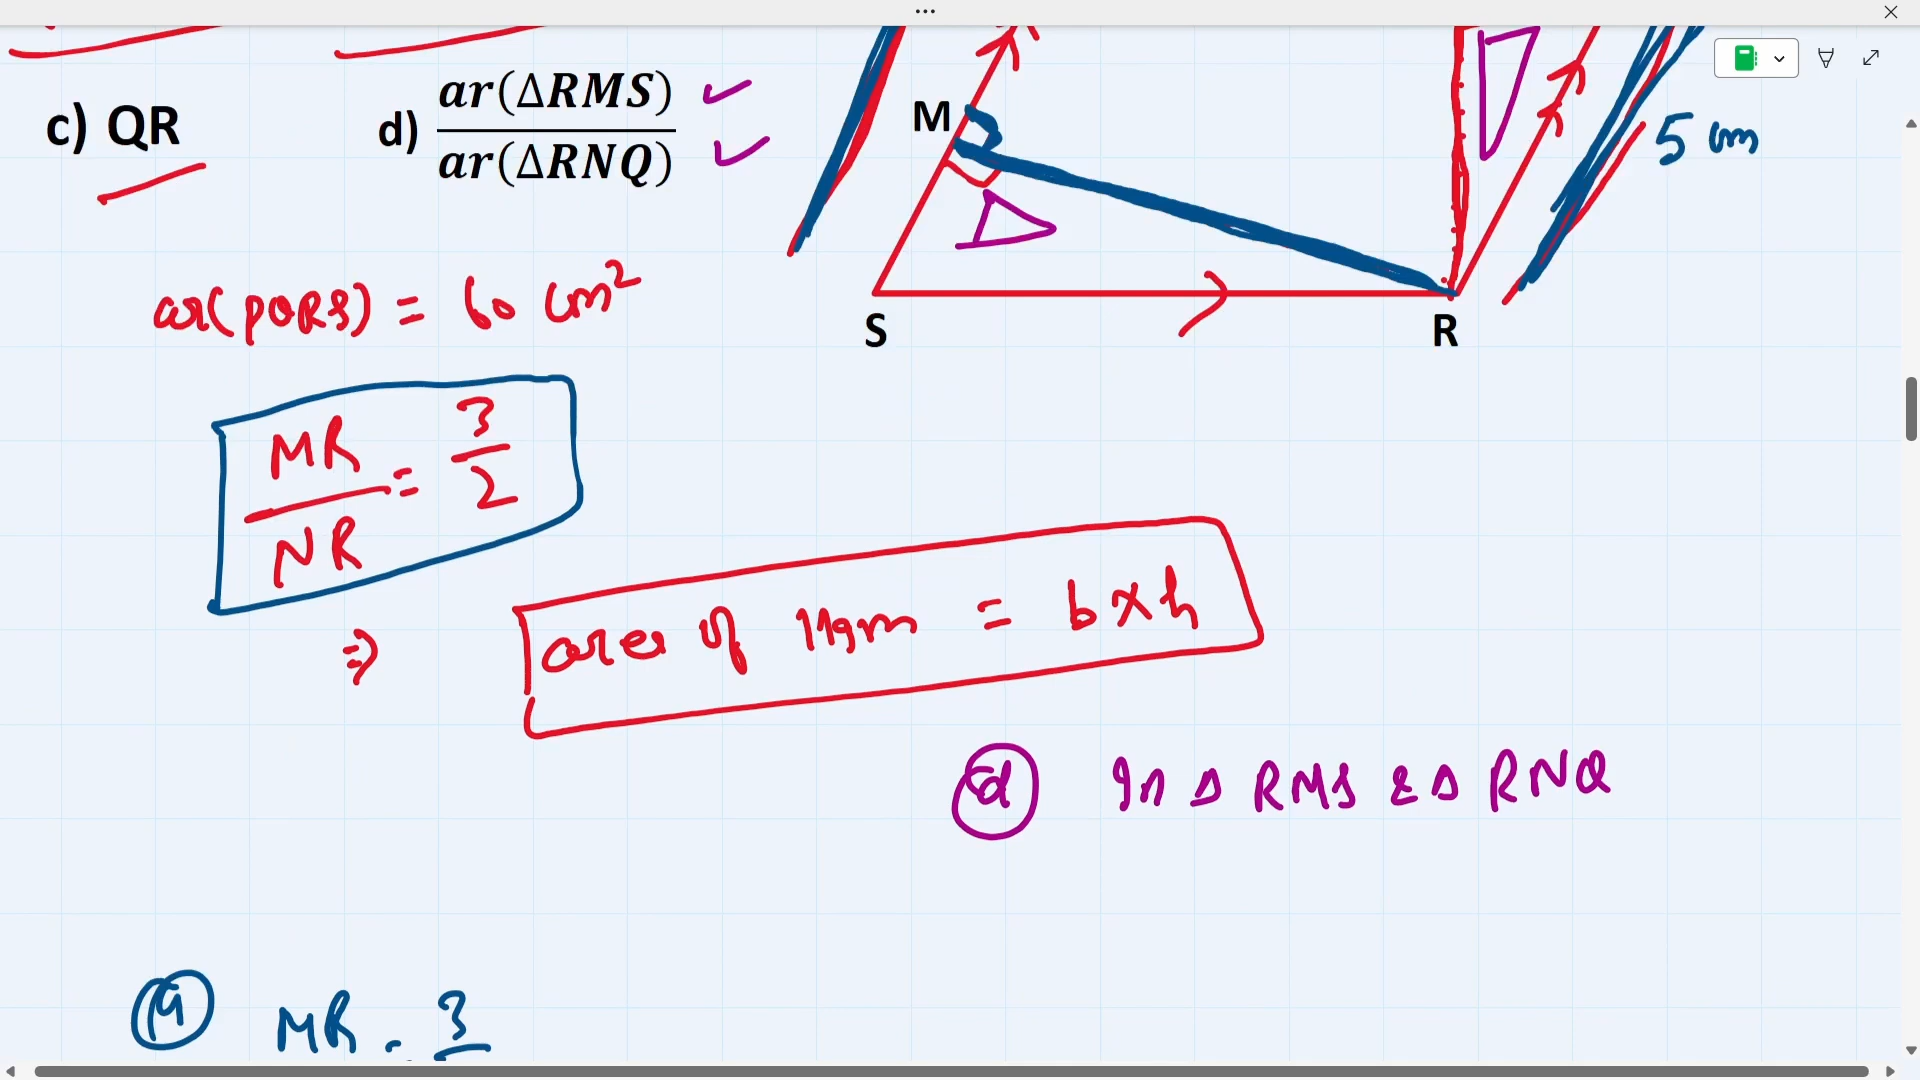 c) QR
d) ar(ΔRMS)
ar(ΔRNQ)
M
5 cm
S
R
ar(PQRS) = 60 cm²
MR
NR
= 3
2
⇒
area of llgm = b×h
d In Δ RMS & Δ RNQ
a MR = 3